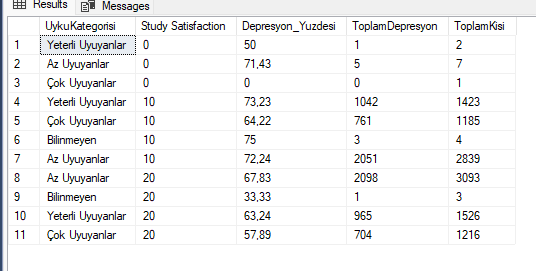 Results Messages
UykuKategorisi Study Satisfaction Depresyon_Yuzdesi ToplamDepresyon ToplamKisi
1 Yeterli Uyuyanlar 0 50 1 2
2 Az Uyuyanlar 0 71,43 5 7
3 Çok Uyuyanlar 0 0 0 1
4 Yeterli Uyuyanlar 10 73,23 1042 1423
5 Çok Uyuyanlar 10 64,22 761 1185
6 Bilinmeyen 10 75 3 4
7 Az Uyuyanlar 10 72,24 2051 2839
8 Az Uyuyanlar 20 67,83 2098 3093
9 Bilinmeyen 20 33,33 1 3
10 Yeterli Uyuyanlar 20 63,24 965 1526
11 Çok Uyuyanlar 20 57,89 704 1216